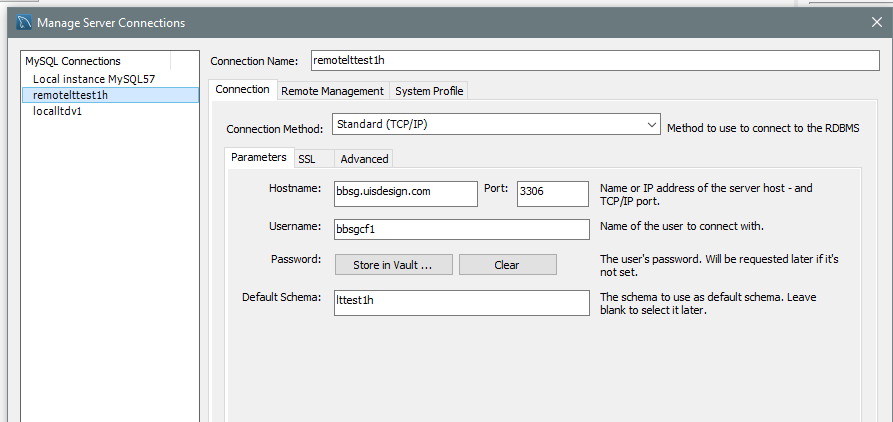 Manage Server Connections
MySQL Connections
Local instance MySQL57
remotelttest1h
localltdv1
Connection Name: remotelttest1h
Connection Remote Management System Profile
Connection Method: Standard (TCP/IP) Method to use to connect to the RDBMS
Parameters SSL Advanced
Hostname: bbsg.uisdesign.com Port: 3306 Name or IP address of the server host - and
TCP/IP port.
Username: bbsgcf1 Name of the user to connect with.
Password: Store in Vault ... Clear The user's password. Will be requested later if it's
not set.
Default Schema: lttest1h The schema to use as default schema. Leave
blank to select it later.